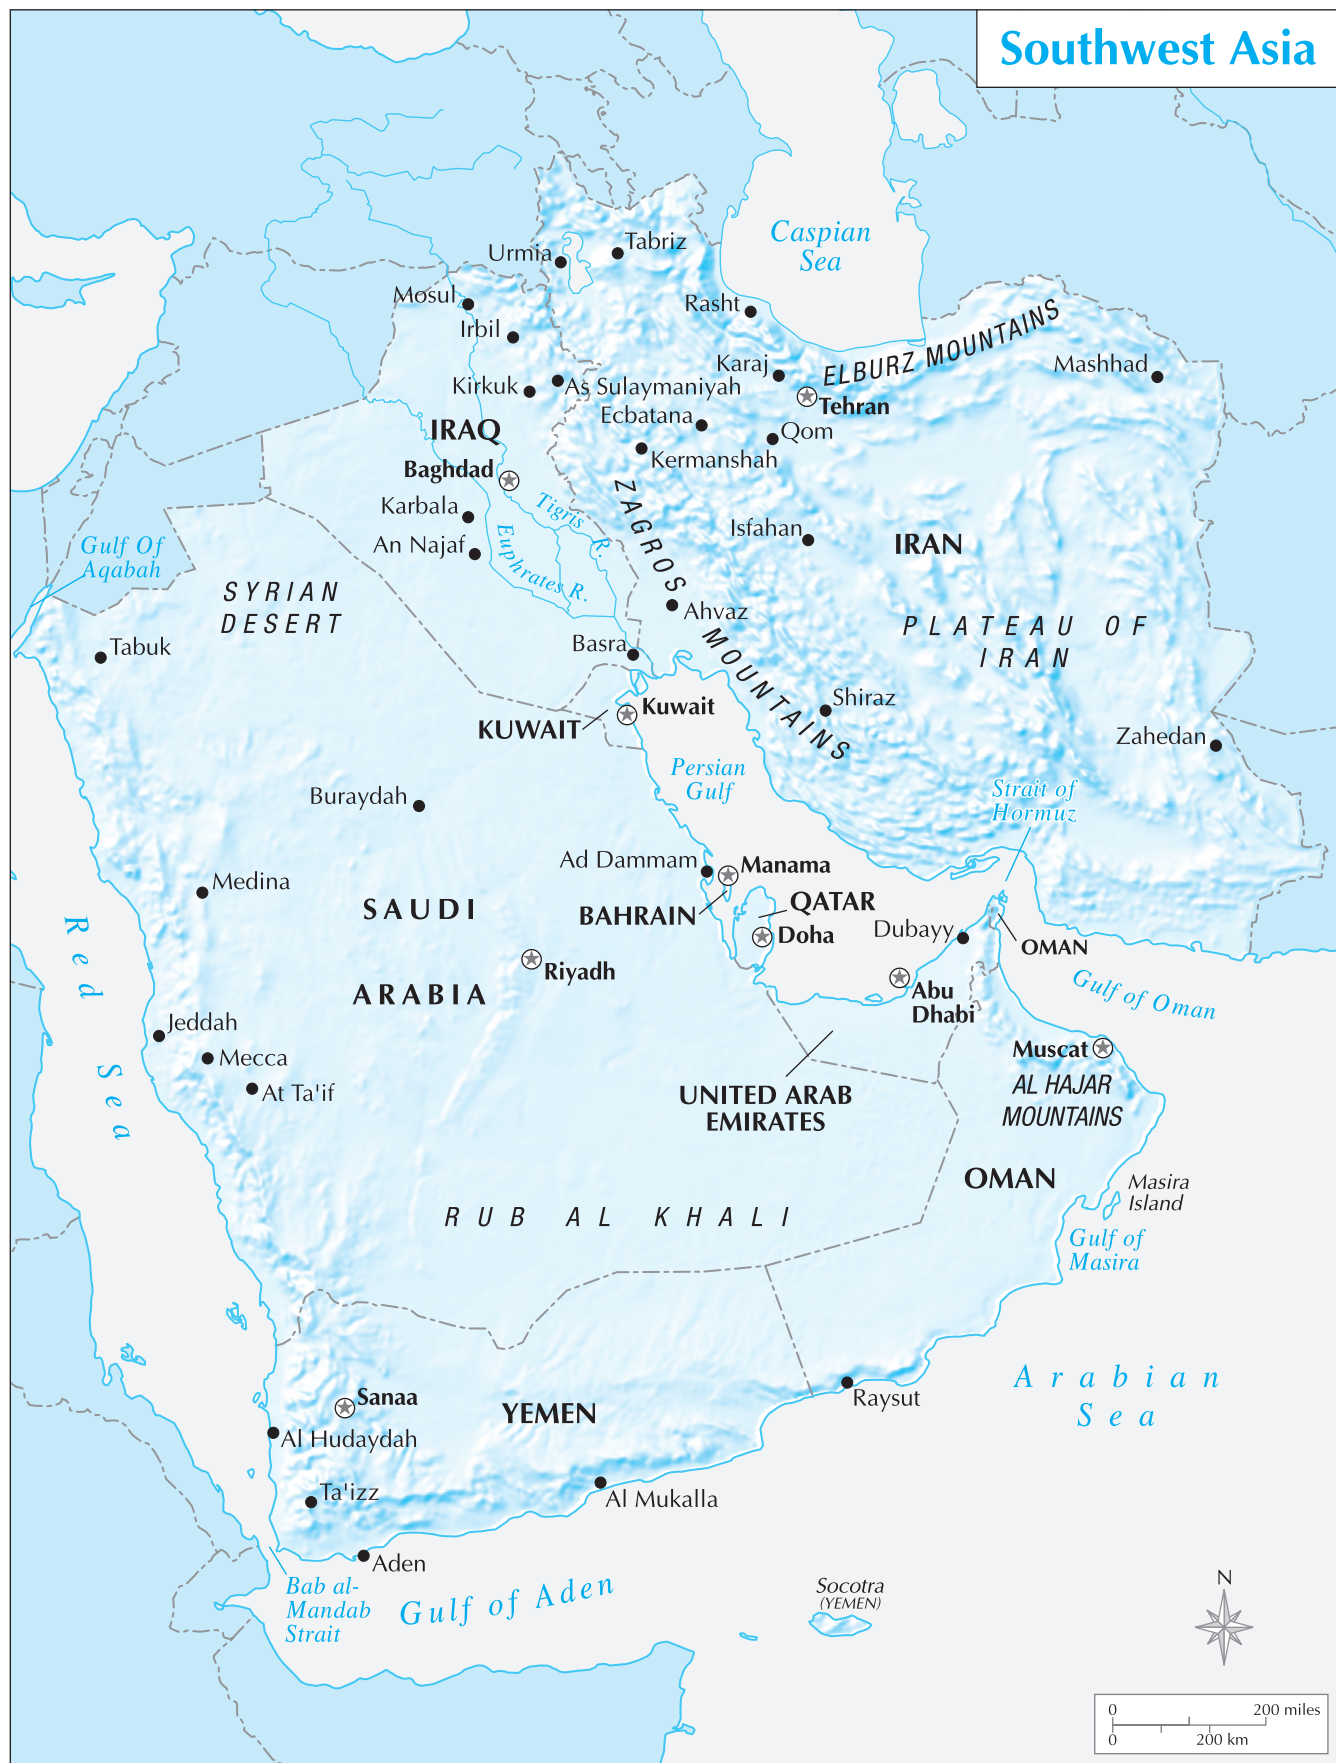 Southwest Asia
Caspian
Sea
Urmia
Tabriz
Mosul
Rasht
Irbil
ELBURZ MOUNTAINS
Karaj
Mashhad
Kirkuk
As Sulaymaniyah
Tehran
Ecbatana
IRAQ
Qom
Kermanshah
Baghdad
ZAGROS MOUNTAINS
Karbala
Tigris R.
Isfahan
An Najaf
Euphrates R.
IRAN
Gulf Of
Aqabah
SYRIAN
DESERT
Ahvaz
PLATEAU OF
IRAN
Tabuk
Basra
Shiraz
Kuwait
KUWAIT
Zahedan
Persian
Gulf
Strait of
Hormuz
Buraydah
Ad Dammam
Manama
Medina
BAHRAIN
QATAR
SAUDI
ARABIA
Doha
Dubayy
OMAN
Red Sea
Riyadh
Abu
Dhabi
Gulf of Oman
Jeddah
Mecca
Muscat
At Ta'if
UNITED ARAB
EMIRATES
AL HAJAR
MOUNTAINS
OMAN
Masira
Island
RUB AL KHALI
Gulf of
Masira
Arabian
Sea
Sanaa
YEMEN
Raysut
Al Hudaydah
Ta'izz
Al Mukalla
Aden
Bab al-
Mandab
Strait
Gulf of Aden
Socotra
(YEMEN)
N
0 200 miles
0 200 km